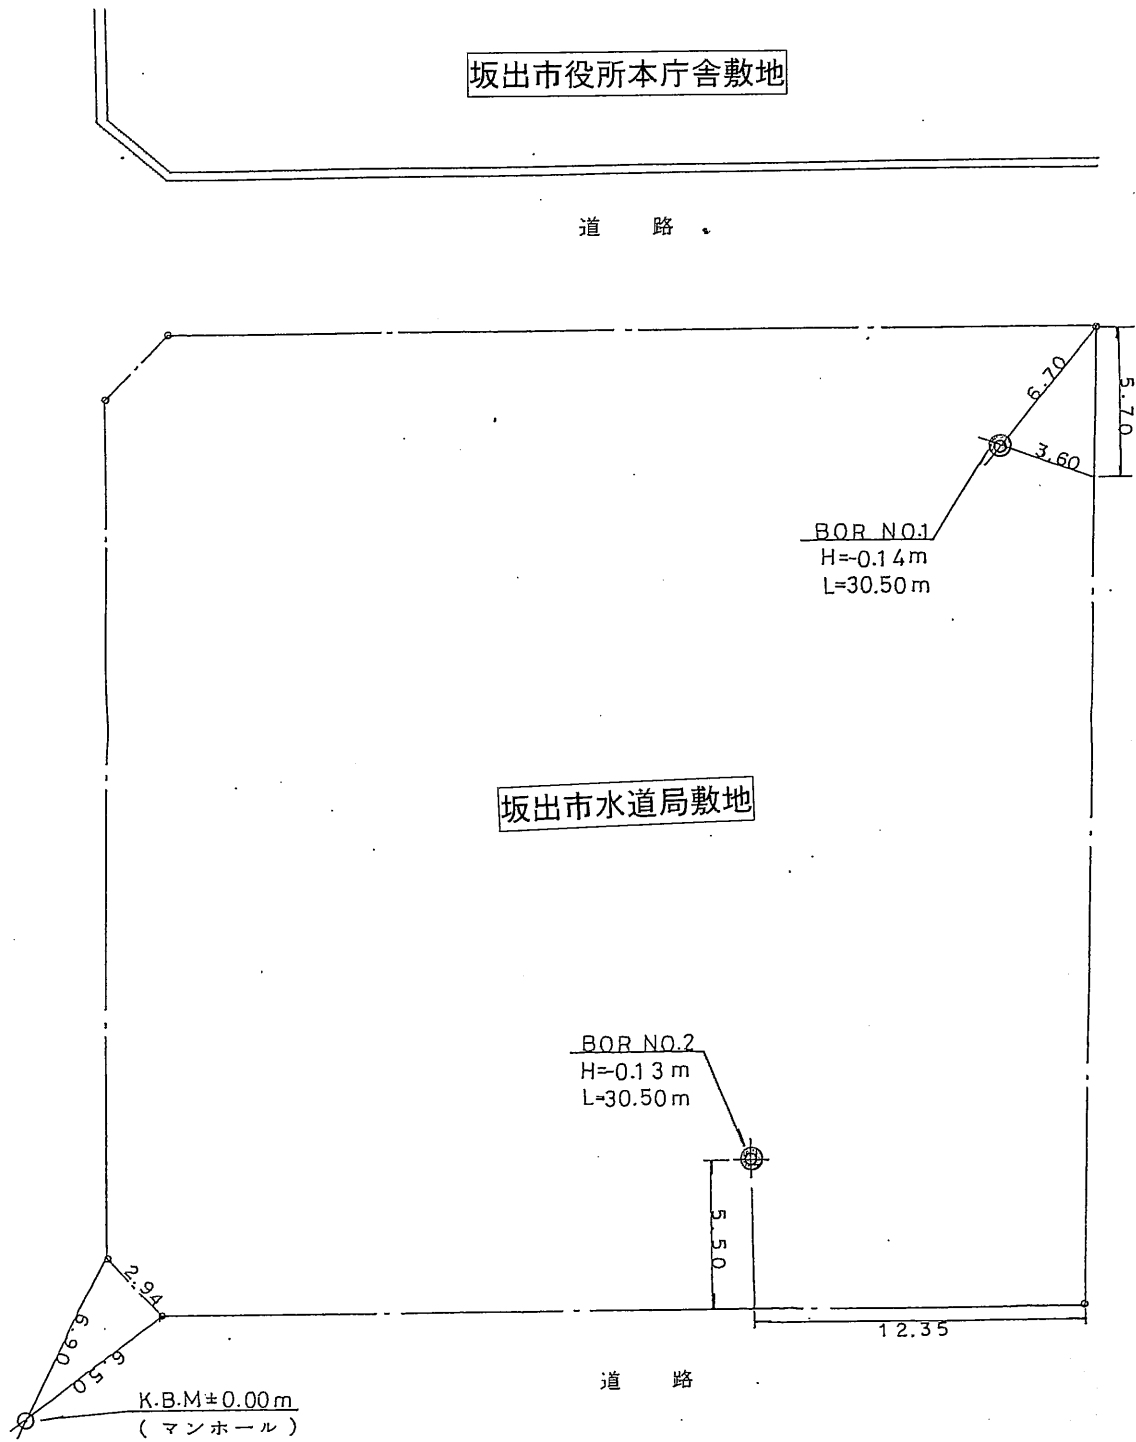 坂出市役所本庁舎敷地
道 路
6.70
5.70
3.60
BOR NO.1
H=-0.14m
L=30.50m
坂出市水道局敷地
BOR NO.2
H=-0.13m
L=30.50m
5.50
12.35
2.94
6.90
6.50
道 路
K.B.M±0.00m
(マンホール)